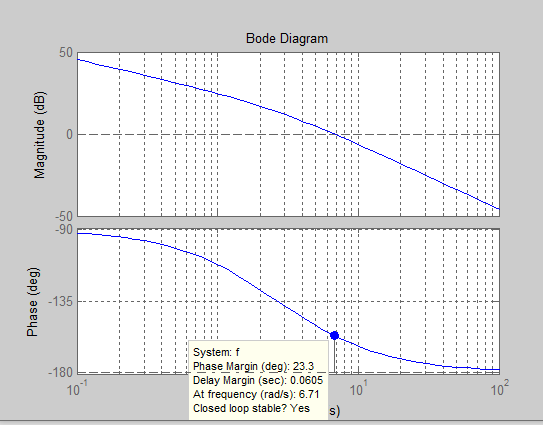 Bode Diagram
Magnitude (dB)
50
0
-50
Phase (deg)
-90
-135
-180
System: f
Phase Margin (deg): 23.3
Delay Margin (sec): 0.0605
At frequency (rad/s): 6.71
Closed loop stable? Yes
10^-1
10^1
10^2
s)